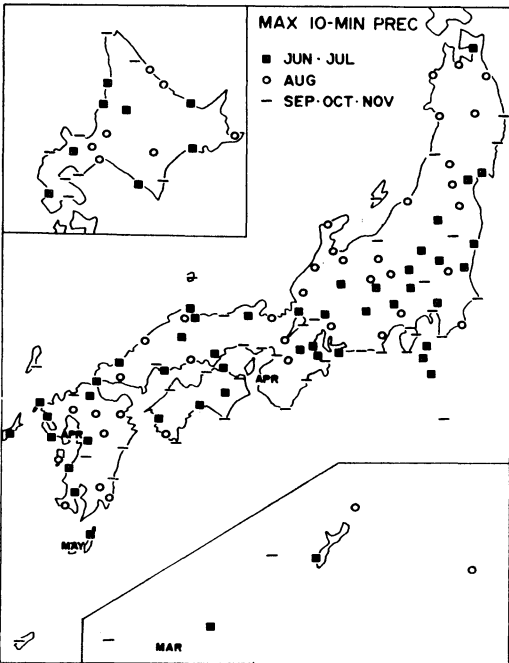 MAX 10-MIN PREC
JUN·JUL
AUG
SEP·OCT·NOV
APR
APR
MAY
MAR